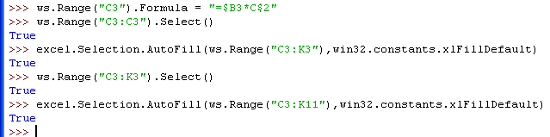 >>> ws.Range("C3").Formula = "=$B3*C$2"
>>> ws.Range("C3:C3").Select()
True
>>> excel.Selection.AutoFill(ws.Range("C3:K3"),win32.constants.xlFillDefault)
True
>>> ws.Range("C3:K3").Select()
True
>>> excel.Selection.AutoFill(ws.Range("C3:K11"),win32.constants.xlFillDefault)
True
>>>